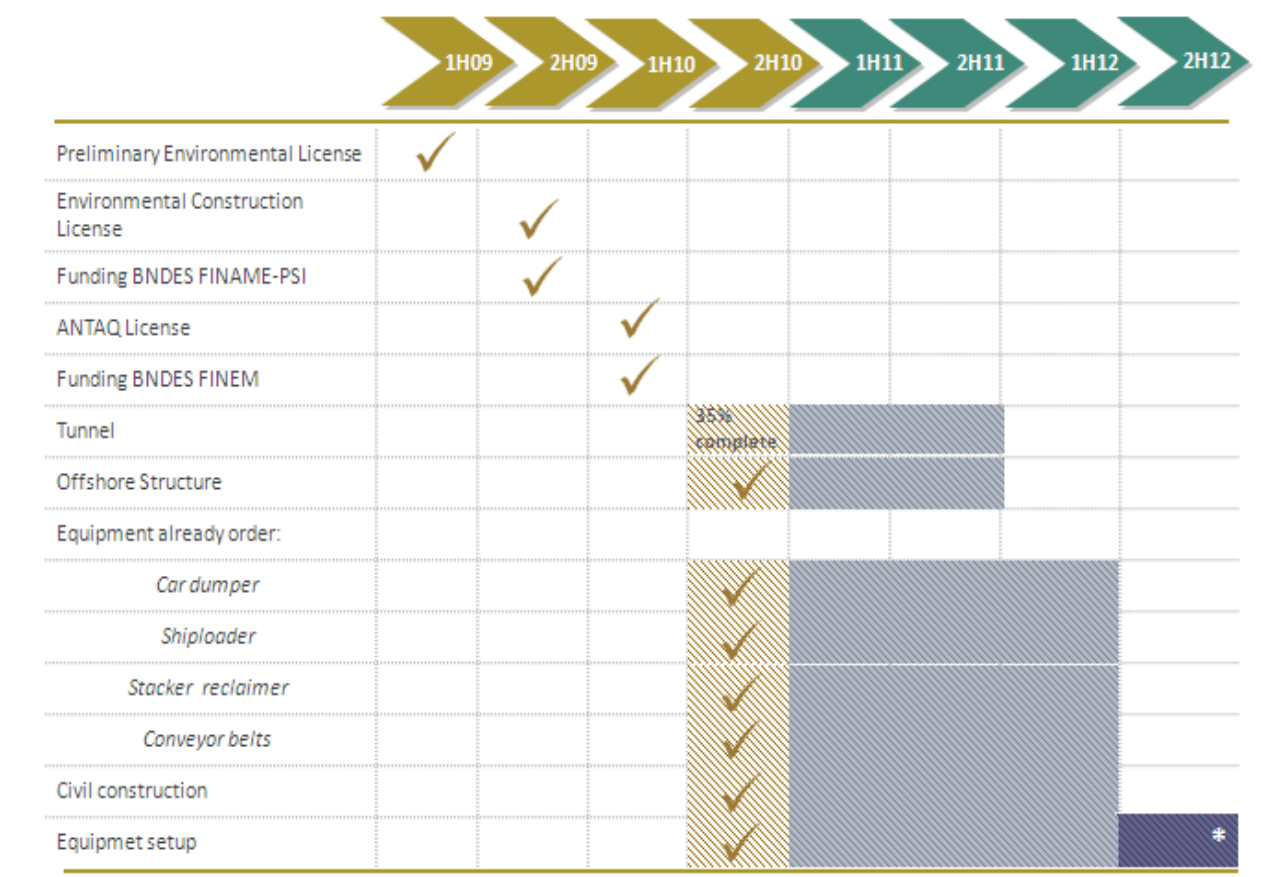 1H09 2H09 1H10 2H10 1H11 2H11 1H12 2H12
Preliminary Environmental License
Environmental Construction
License
Funding BNDES FINAME-PSI
ANTAQ License
Funding BNDES FINEM
Tunnel
35%
complete
Offshore Structure
Equipment already order:
Car dumper
Shiploader
Stacker reclaimer
Conveyor belts
Civil construction
Equipmet setup
*